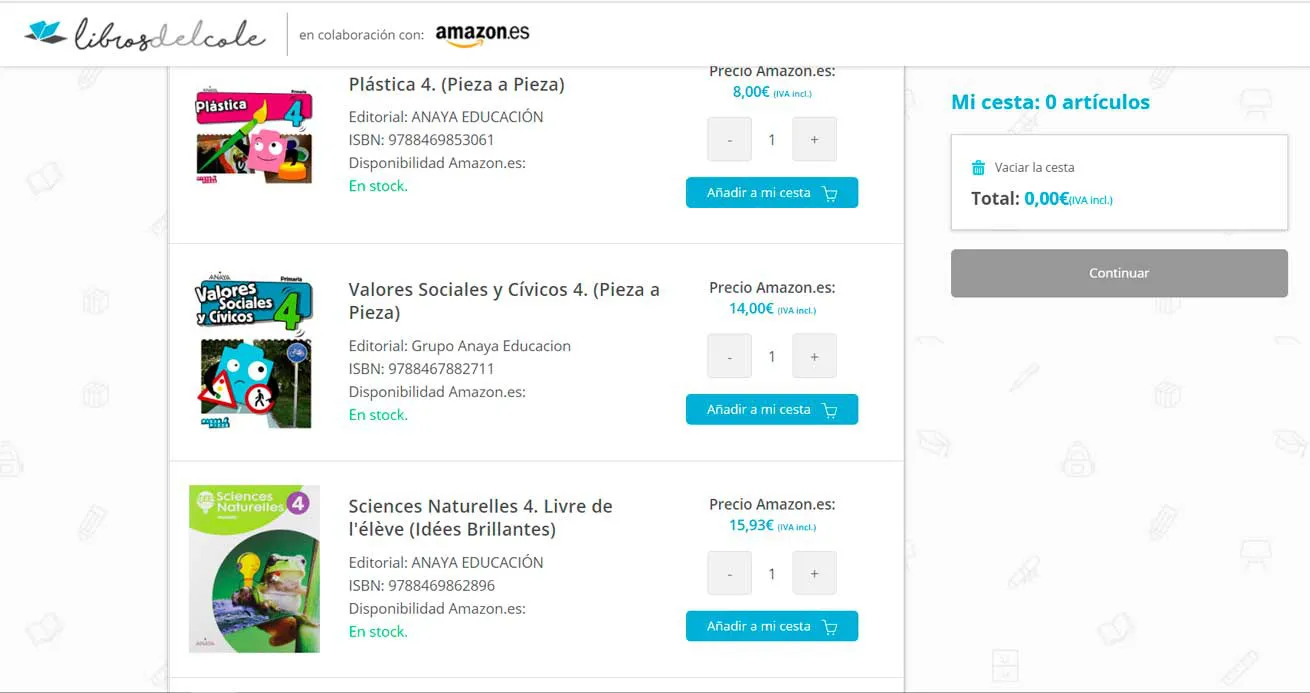 librosdelcole
en colaboración con:
amazon.es
ANAYA
Primaria
Plástica
4
Plástica 4. (Pieza a Pieza)
Editorial: ANAYA EDUCACIÓN
ISBN: 9788469853061
Disponibilidad Amazon.es:
En stock.
Precio Amazon.es:
8,00€ (IVA incl.)
- 1 +
Añadir a mi cesta
ANAYA
Primaria
Valores
Sociales
y Cívicos
4
Valores Sociales y Cívicos 4. (Pieza a
Pieza)
Editorial: Grupo Anaya Educacion
ISBN: 9788467882711
Disponibilidad Amazon.es:
En stock.
Precio Amazon.es:
14,00€ (IVA incl.)
- 1 +
Añadir a mi cesta
Sciences
Naturelles
4
ANAYA
Sciences Naturelles 4. Livre de
l'élève (Idées Brillantes)
Editorial: ANAYA EDUCACIÓN
ISBN: 9788469862896
Disponibilidad Amazon.es:
En stock.
Precio Amazon.es:
15,93€ (IVA incl.)
- 1 +
Añadir a mi cesta
Mi cesta: 0 artículos
Vaciar la cesta
Total: 0,00€(IVA incl.)
Continuar